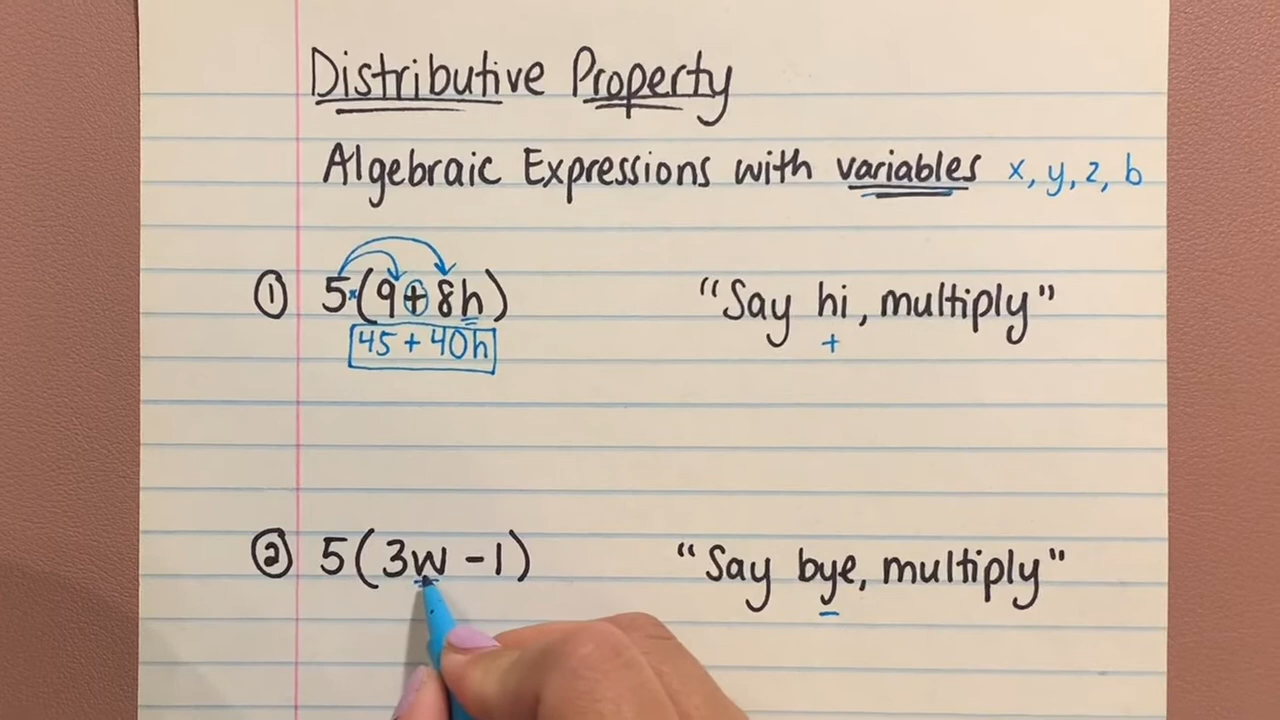 Distributive Property
Algebraic Expressions with variables x, y, z, b
① 5×(9+8h) "Say hi, multiply"
45 + 40h +
② 5(3w-1) "Say bye, multiply"
-